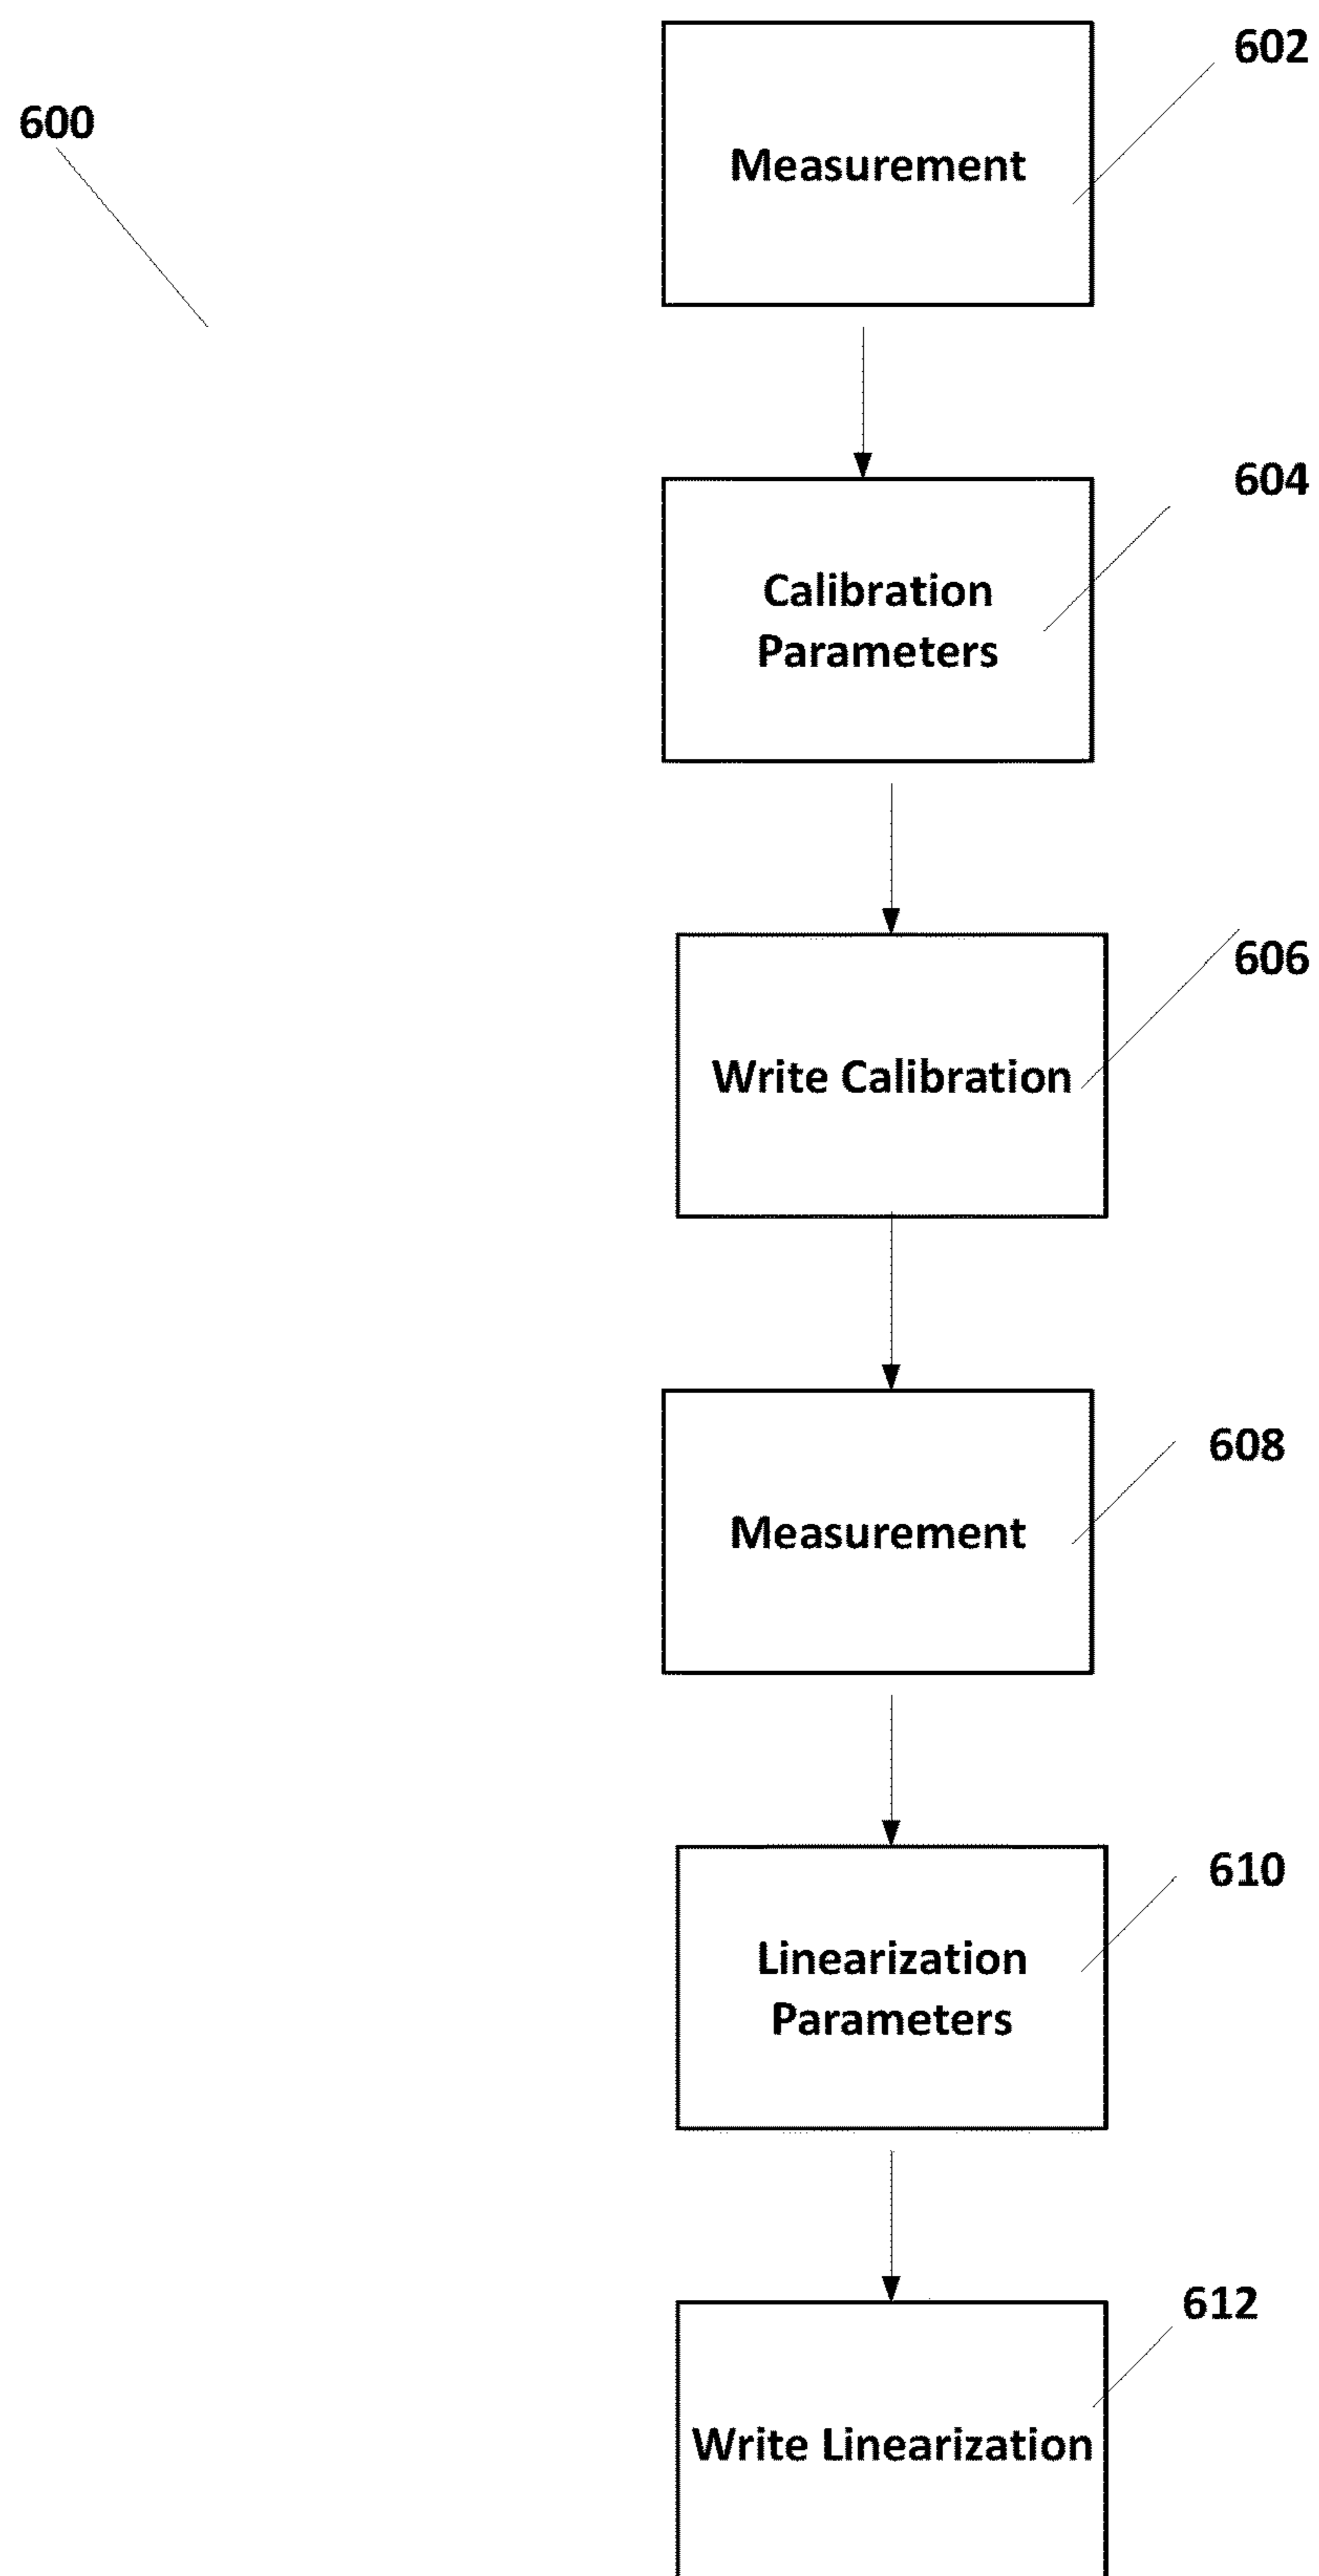 602
600
Measurement
604
Calibration
Parameters
606
Write Calibration
608
Measurement
610
Linearization
Parameters
612
Write Linearization